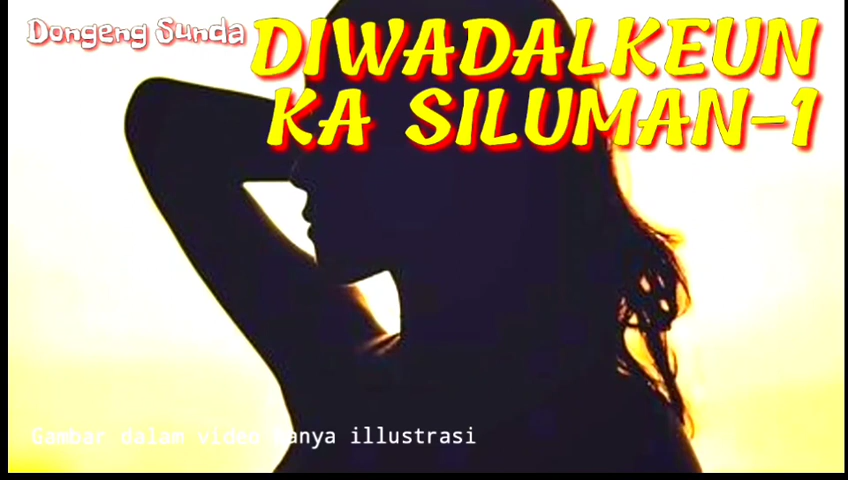 Dongeng Sunda
DIWADALKEUN
KA SILUMAN-1
Gambar dalam video hanya illustrasi